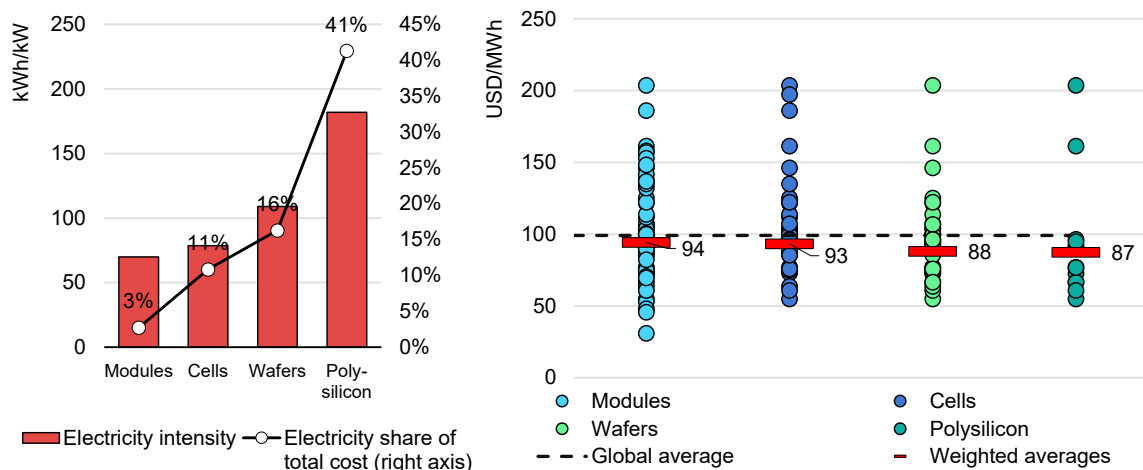 kWh/kW
250
200
150
100
50
0
45%
40%
35%
30%
25%
20%
15%
10%
5%
0%
3%
11%
16%
41%
Modules
Cells
Wafers
Poly-
silicon
Electricity intensity
Electricity share of
total cost (right axis)
USD/MWh
250
200
150
100
50
0
94
93
88
87
Modules
Cells
Wafers
Polysilicon
Global average
Weighted averages